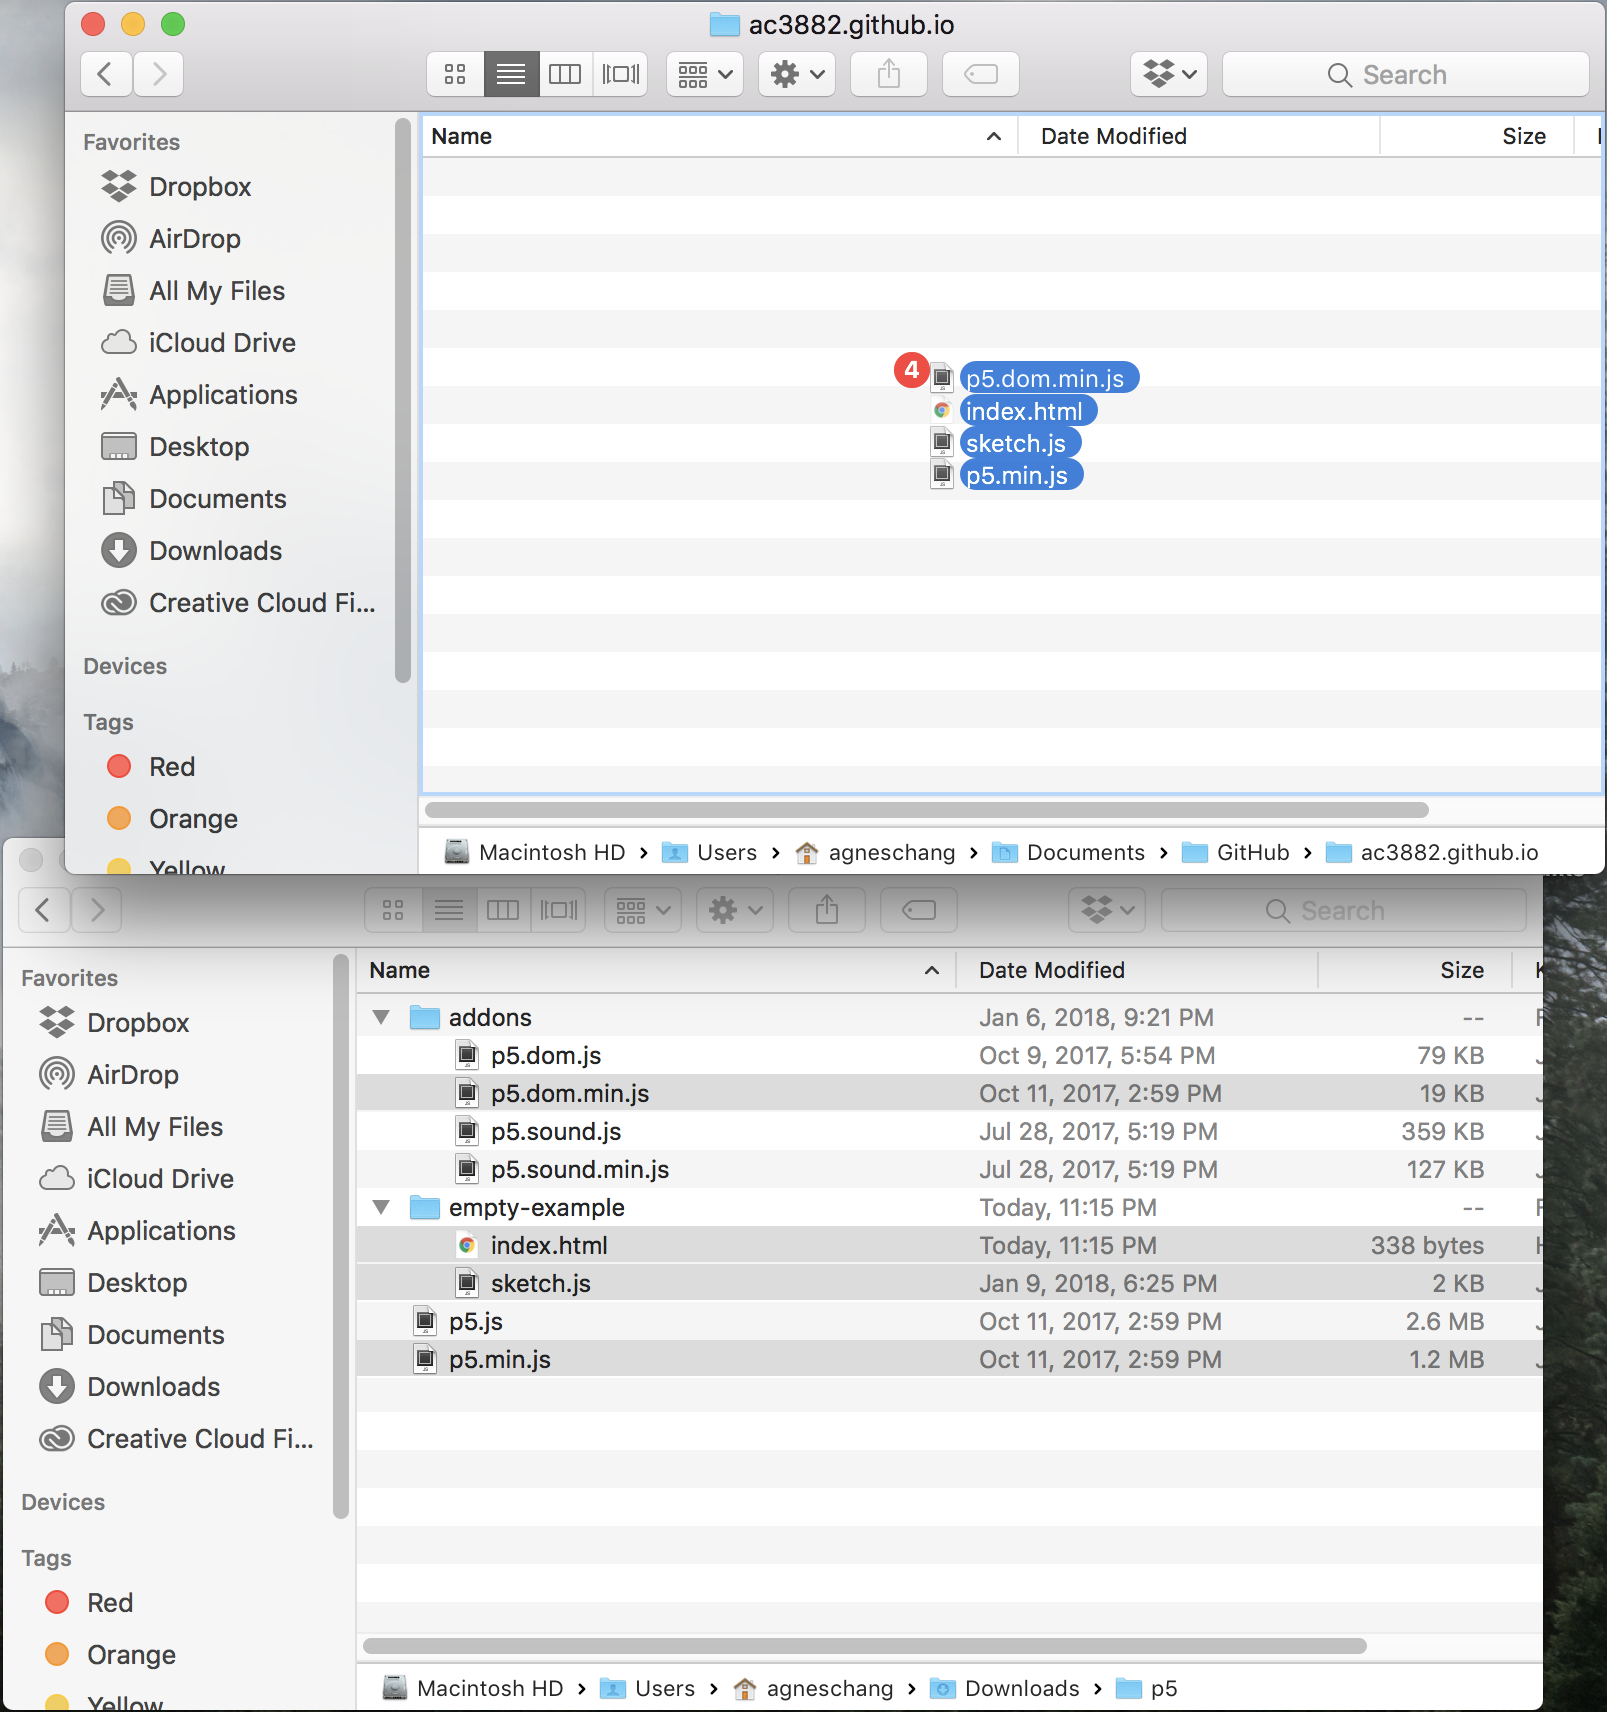 ac3882.github.io
Search
Favorites
Dropbox
AirDrop
All My Files
iCloud Drive
Applications
Desktop
Documents
Downloads
Creative Cloud Fi...
Devices
Tags
Red
Orange
Yellow
Name Date Modified Size
4 p5.dom.min.js
index.html
sketch.js
p5.min.js
Macintosh HD › Users › agneschang › Documents › GitHub › ac3882.github.io
Search
Favorites
Dropbox
AirDrop
All My Files
iCloud Drive
Applications
Desktop
Documents
Downloads
Creative Cloud Fi...
Devices
Tags
Red
Orange
Yellow
Name Date Modified Size
addons Jan 6, 2018, 9:21 PM --
p5.dom.js Oct 9, 2017, 5:54 PM 79 KB
p5.dom.min.js Oct 11, 2017, 2:59 PM 19 KB
p5.sound.js Jul 28, 2017, 5:19 PM 359 KB
p5.sound.min.js Jul 28, 2017, 5:19 PM 127 KB
empty-example Today, 11:15 PM --
index.html Today, 11:15 PM 338 bytes
sketch.js Jan 9, 2018, 6:25 PM 2 KB
p5.js Oct 11, 2017, 2:59 PM 2.6 MB
p5.min.js Oct 11, 2017, 2:59 PM 1.2 MB
Macintosh HD › Users › agneschang › Downloads › p5